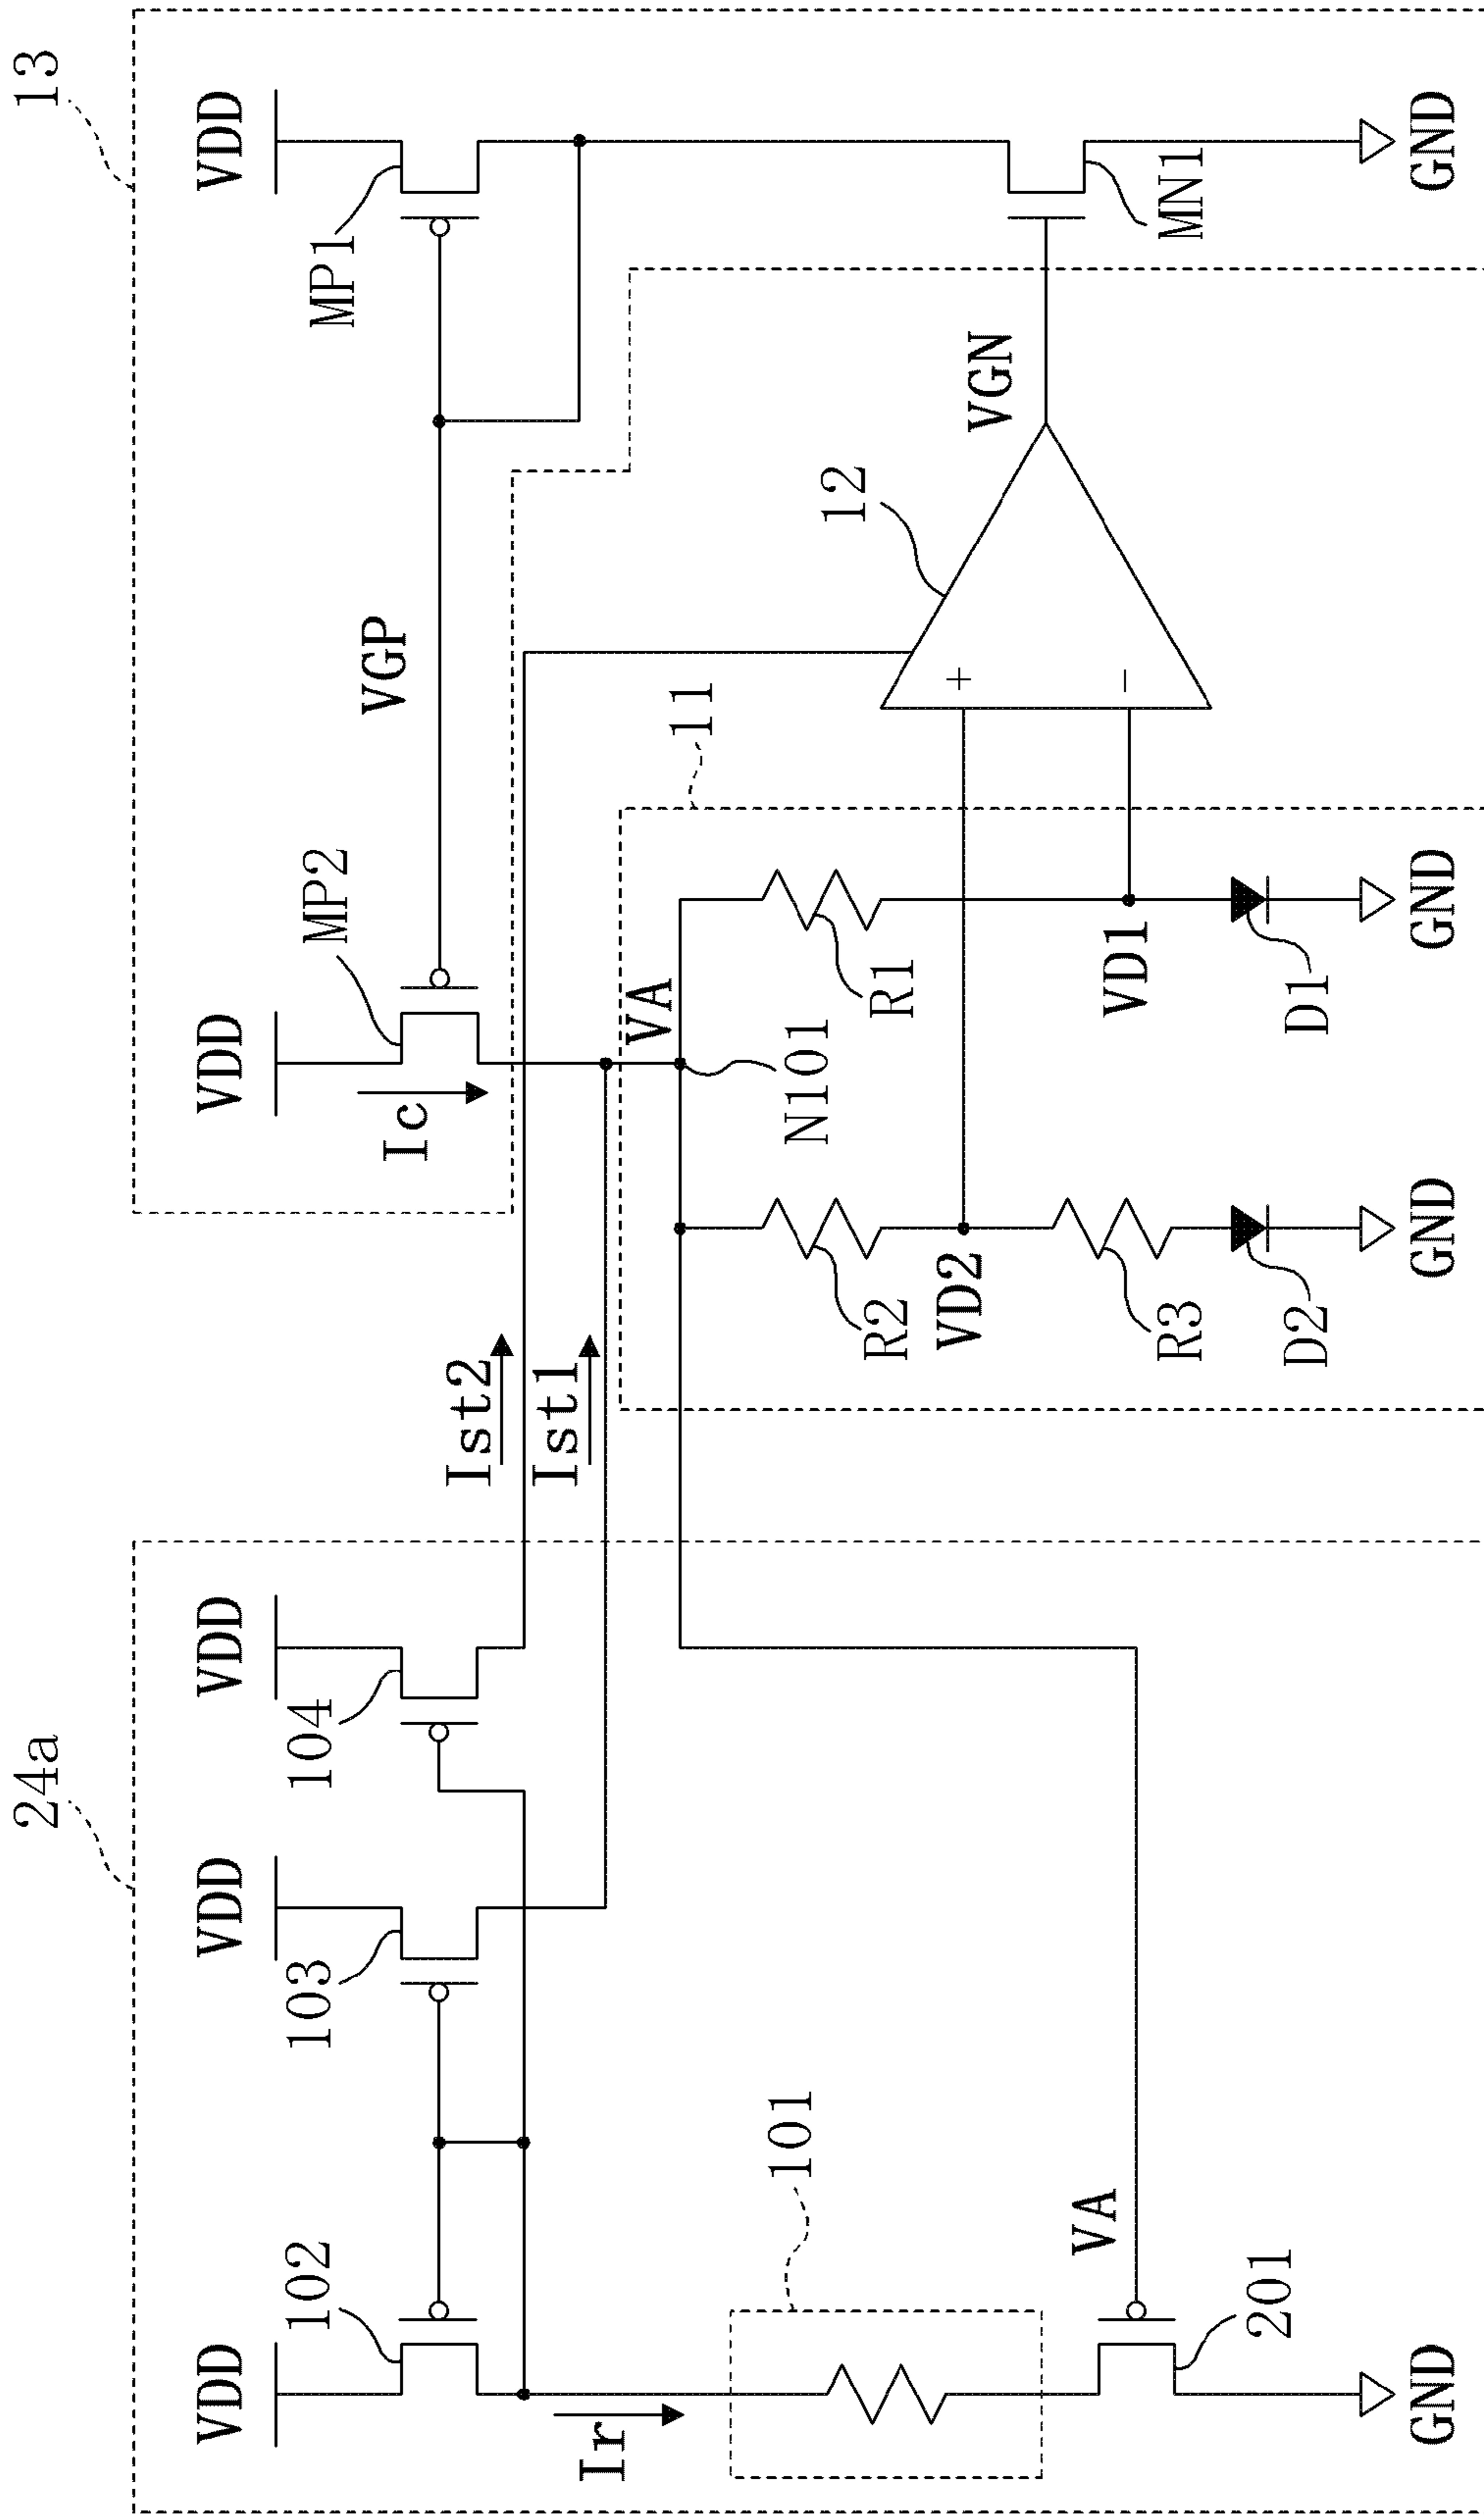 24a
13
VDD
VDD
VDD
VDD
VDD
102
103
104
MP2
MP1
Ic
VGP
Ist2
Ist1
Ir
VA
11
12
VGN
101
N101
R2
R1
VD2
+
−
VA
VD1
R3
MN1
201
D2
D1
GND
GND
GND
GND